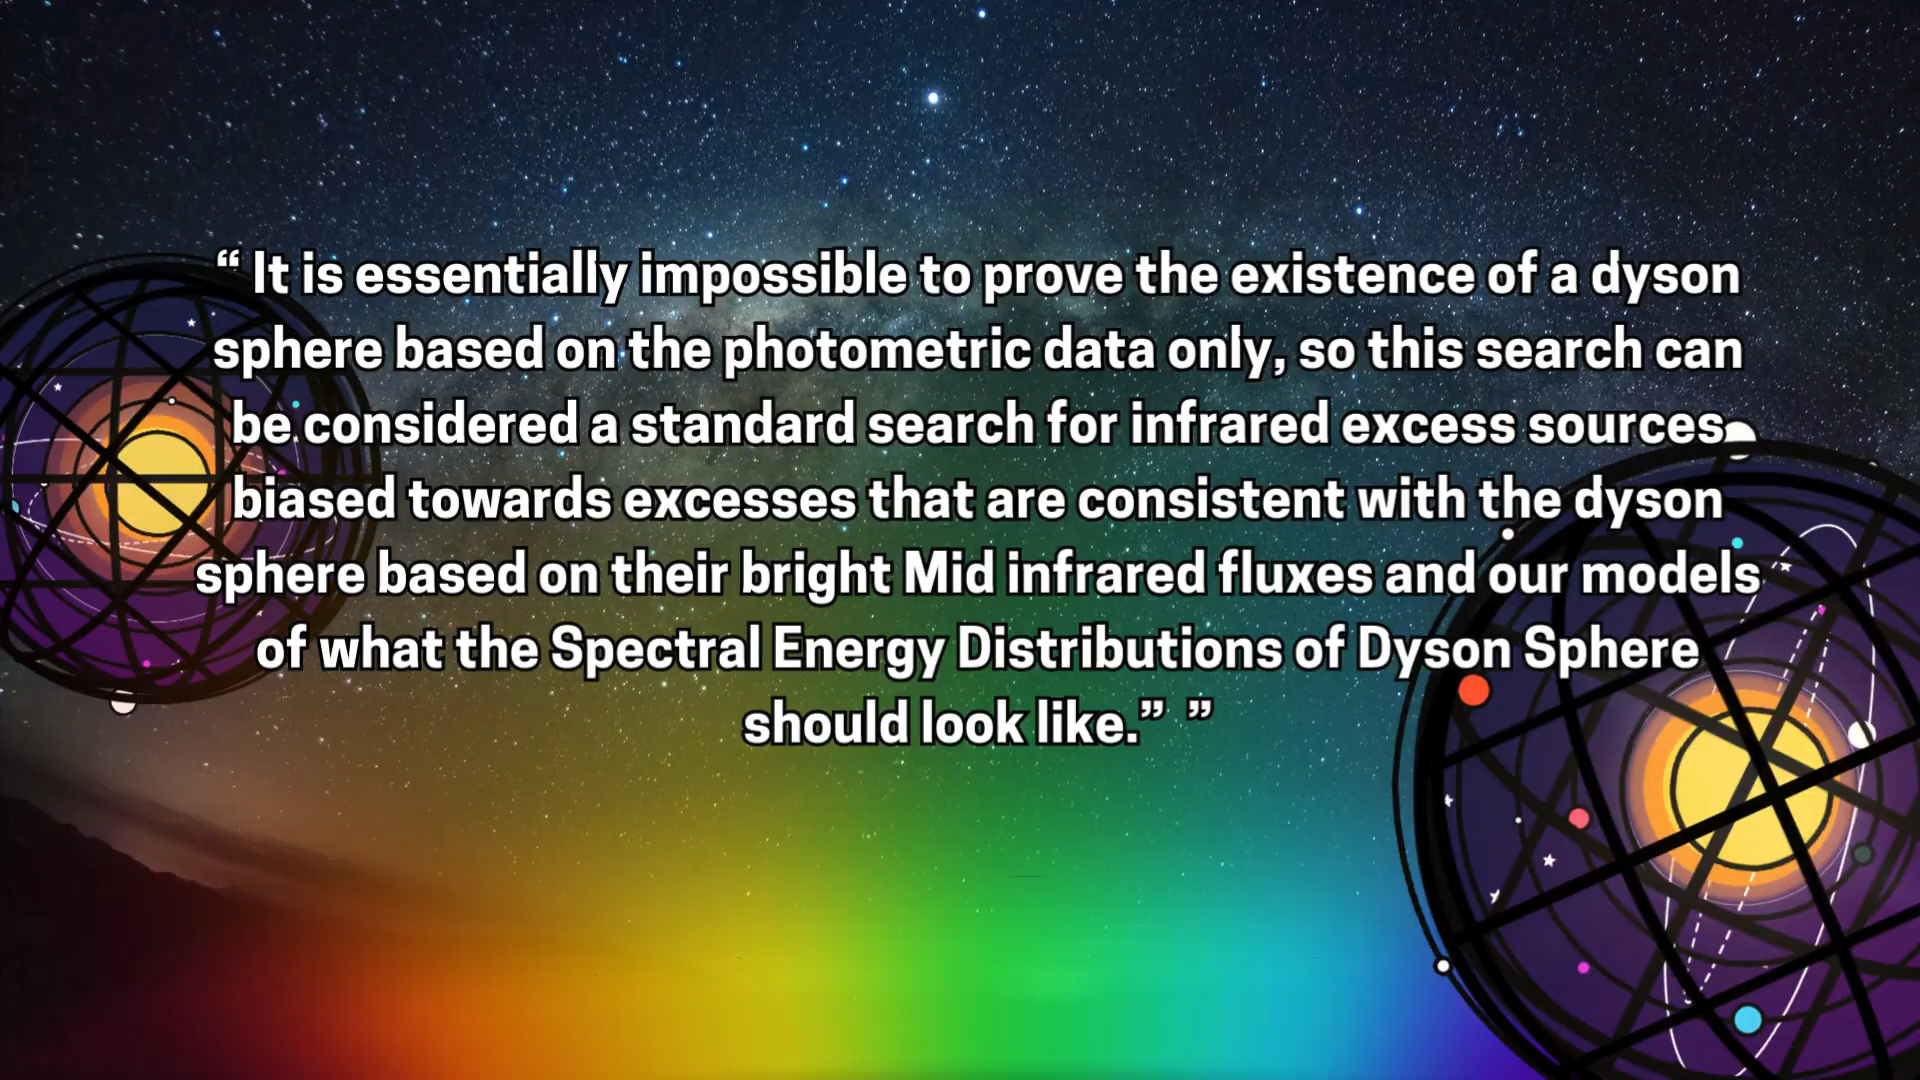 “ It is essentially impossible to prove the existence of a dyson
sphere based on the photometric data only, so this search can
be considered a standard search for infrared excess sources
biased towards excesses that are consistent with the dyson
sphere based on their bright Mid infrared fluxes and our models
of what the Spectral Energy Distributions of Dyson Sphere
should look like.” ”